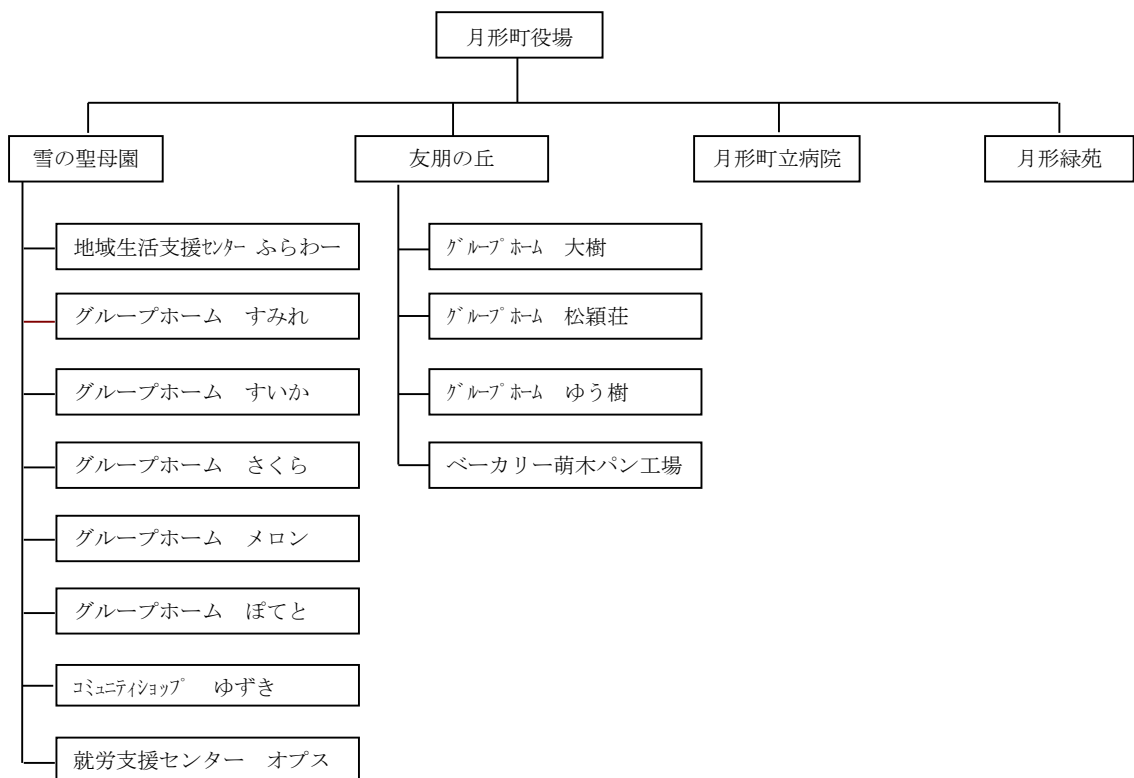 月形町役場
雪の聖母園
友朋の丘
月形町立病院
月形緑苑
地域生活支援ｾﾝﾀｰ ふらわー
グループホーム　すみれ
グループホーム　すいか
グループホーム　さくら
グループホーム　メロン
グループホーム　ぽてと
ｺﾐｭﾆﾃｨｼｮｯﾌﾟ　ゆずき
就労支援センター　オプス
ｸﾞﾙｰﾌﾟﾎｰﾑ　大樹
ｸﾞﾙｰﾌﾟﾎｰﾑ　松穎荘
ｸﾞﾙｰﾌﾟﾎｰﾑ　ゆう樹
ベーカリー萌木パン工場